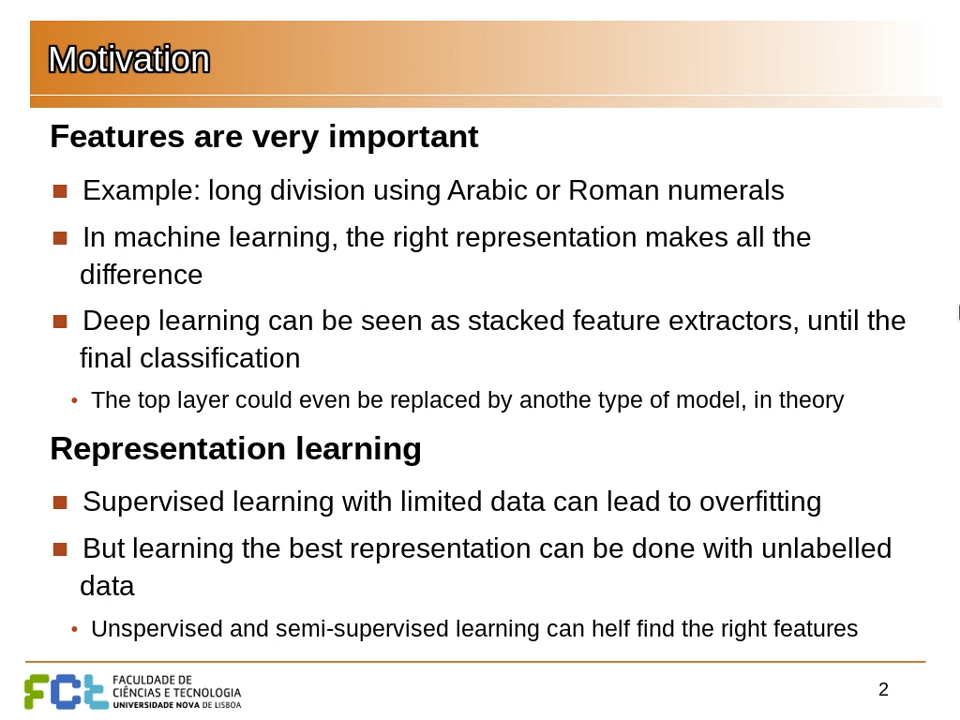 Motivation
Features are very important
Example: long division using Arabic or Roman numerals
In machine learning, the right representation makes all the
difference
Deep learning can be seen as stacked feature extractors, until the
final classification
The top layer could even be replaced by anothe type of model, in theory
Representation learning
Supervised learning with limited data can lead to overfitting
But learning the best representation can be done with unlabelled
data
Unspervised and semi-supervised learning can helf find the right features
FCT
FACULDADE DE
CIÊNCIAS E TECNOLOGIA
UNIVERSIDADE NOVA DE LISBOA
2